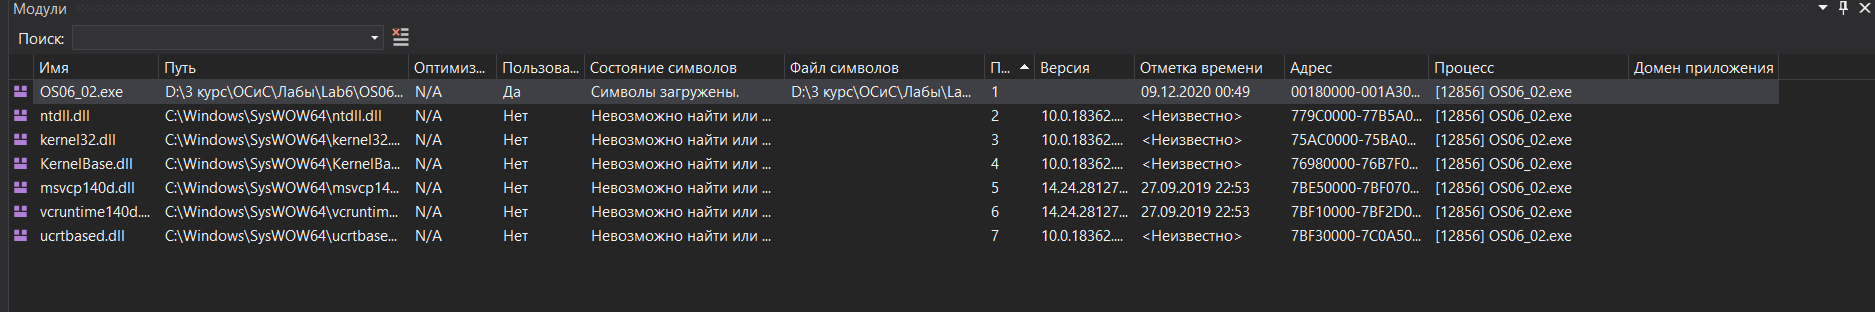 Модули
Поиск:
Имя Путь Оптимиз... Пользова... Состояние символов Файл символов П... Версия Отметка времени Адрес Процесс Домен приложения
OS06_02.exe D:\3 курс\ОСиС\Лабы\Lab6\OS06... N/A Да Символы загружены. D:\3 курс\ОСиС\Лабы\La... 1 09.12.2020 00:49 00180000-001A30... [12856] OS06_02.exe
ntdll.dll C:\Windows\SysWOW64\ntdll.dll N/A Нет Невозможно найти или ... 2 10.0.18362.... <Неизвестно> 779C0000-77B5A0... [12856] OS06_02.exe
kernel32.dll C:\Windows\SysWOW64\kernel32.... N/A Нет Невозможно найти или ... 3 10.0.18362.... <Неизвестно> 75AC0000-75BA0... [12856] OS06_02.exe
KernelBase.dll C:\Windows\SysWOW64\KernelBa... N/A Нет Невозможно найти или ... 4 10.0.18362.... <Неизвестно> 76980000-76B7F0... [12856] OS06_02.exe
msvcp140d.dll C:\Windows\SysWOW64\msvcp14... N/A Нет Невозможно найти или ... 5 14.24.28127... 27.09.2019 22:53 7BE50000-7BF070... [12856] OS06_02.exe
vcruntime140d.... C:\Windows\SysWOW64\vcruntim... N/A Нет Невозможно найти или ... 6 14.24.28127... 27.09.2019 22:53 7BF10000-7BF2D0... [12856] OS06_02.exe
ucrtbased.dll C:\Windows\SysWOW64\ucrtbase... N/A Нет Невозможно найти или ... 7 10.0.18362.... <Неизвестно> 7BF30000-7C0A50... [12856] OS06_02.exe